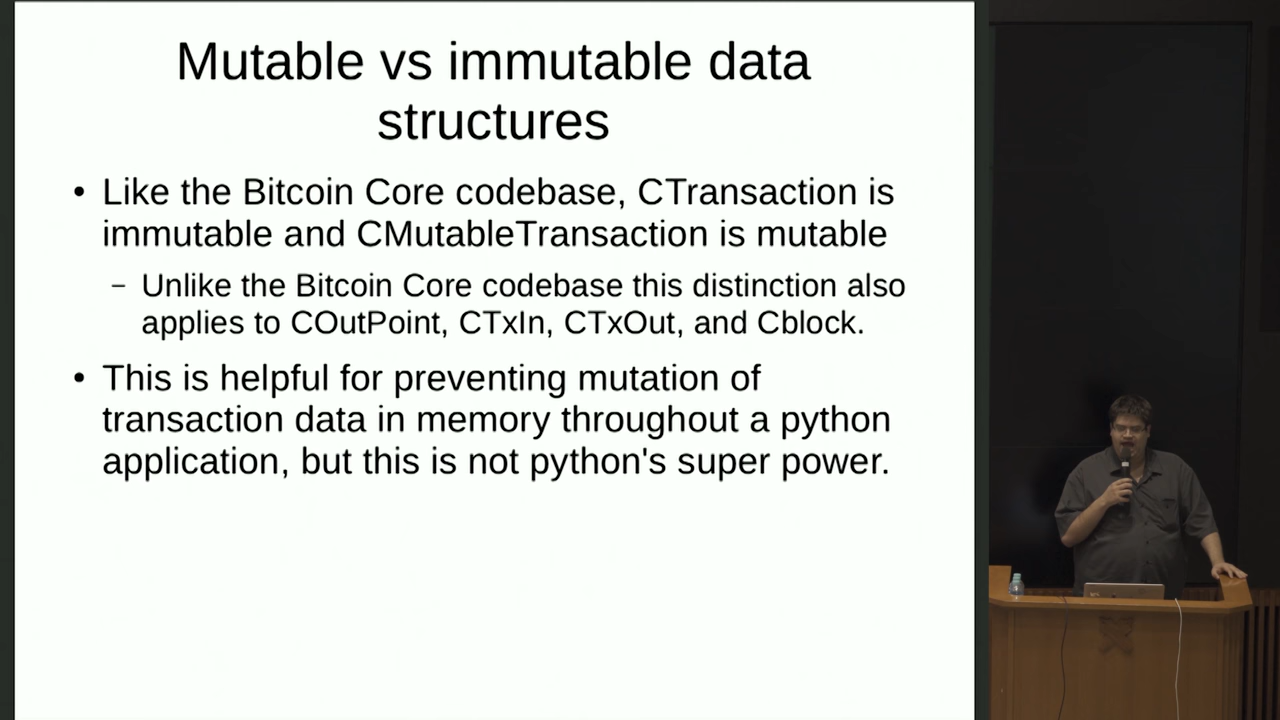 Mutable vs immutable data
structures
• Like the Bitcoin Core codebase, CTransaction is
immutable and CMutableTransaction is mutable
– Unlike the Bitcoin Core codebase this distinction also
applies to COutPoint, CTxIn, CTxOut, and Cblock.
• This is helpful for preventing mutation of
transaction data in memory throughout a python
application, but this is not python's super power.